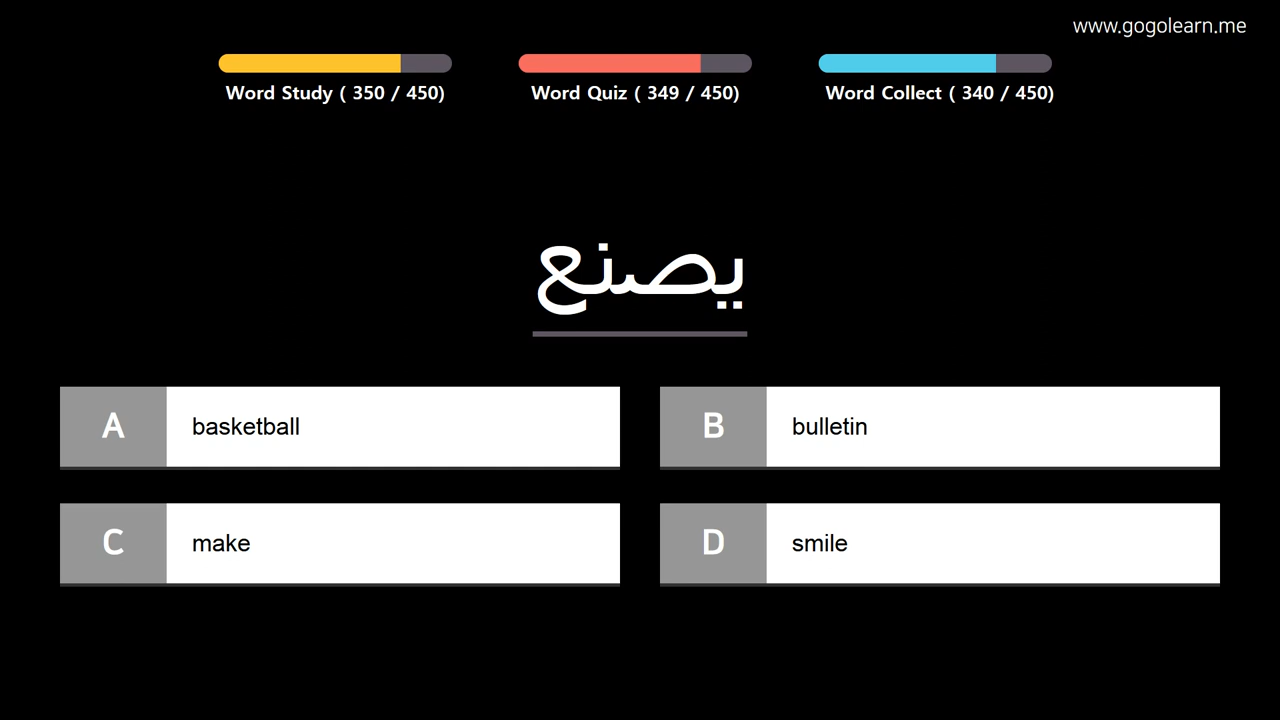 www.gogolearn.me
Word Study ( 350 / 450)
Word Quiz ( 349 / 450)
Word Collect ( 340 / 450)
يصنع
A basketball
B bulletin
C make
D smile